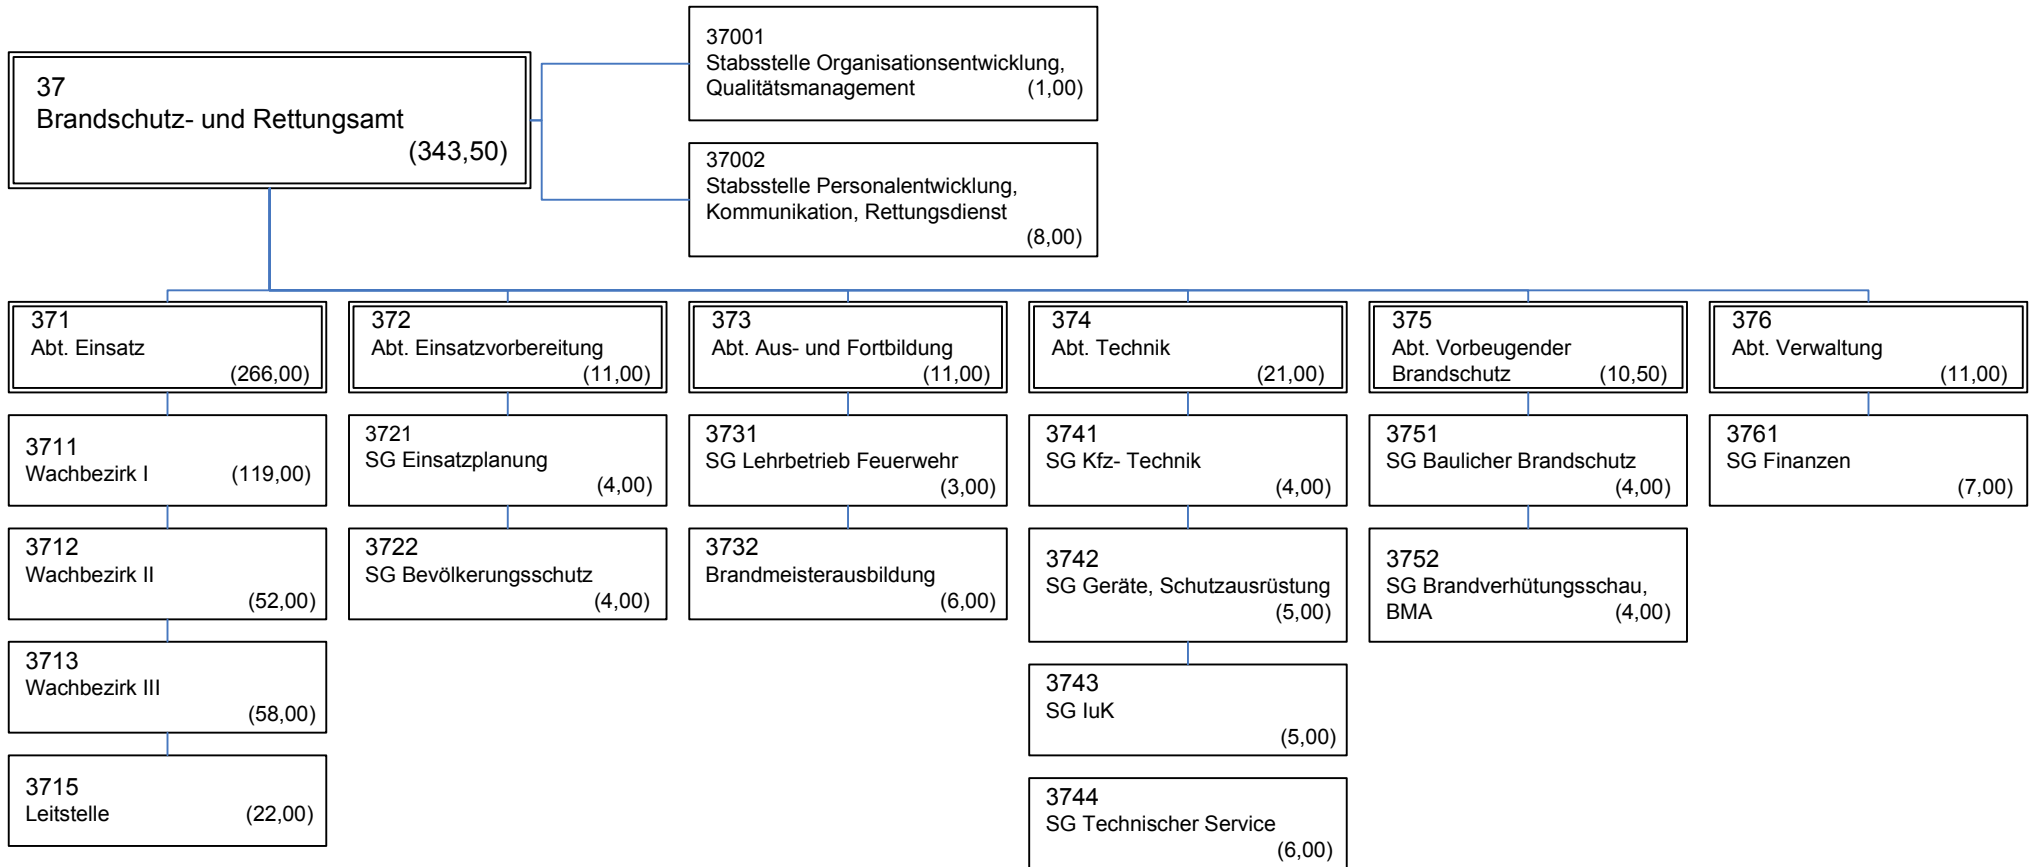 37
Brandschutz- und Rettungsamt
(343,50)
37001
Stabsstelle Organisationsentwicklung,
Qualitätsmanagement (1,00)
37002
Stabsstelle Personalentwicklung,
Kommunikation, Rettungsdienst
(8,00)
371
Abt. Einsatz
(266,00)
372
Abt. Einsatzvorbereitung
(11,00)
373
Abt. Aus- und Fortbildung
(11,00)
374
Abt. Technik
(21,00)
375
Abt. Vorbeugender
Brandschutz (10,50)
376
Abt. Verwaltung
(11,00)
3711
Wachbezirk I (119,00)
3721
SG Einsatzplanung
(4,00)
3731
SG Lehrbetrieb Feuerwehr
(3,00)
3741
SG Kfz- Technik
(4,00)
3751
SG Baulicher Brandschutz
(4,00)
3761
SG Finanzen
(7,00)
3712
Wachbezirk II
(52,00)
3722
SG Bevölkerungsschutz
(4,00)
3732
Brandmeisterausbildung
(6,00)
3742
SG Geräte, Schutzausrüstung
(5,00)
3752
SG Brandverhütungsschau,
BMA (4,00)
3713
Wachbezirk III
(58,00)
3743
SG IuK
(5,00)
3715
Leitstelle (22,00)
3744
SG Technischer Service
(6,00)